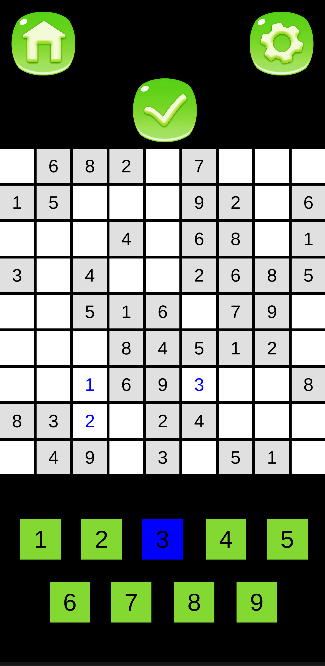 6 8 2 7
1 5 9 2 6
4 6 8 1
3 4 2 6 8 5
5 1 6 7 9
8 4 5 1 2
1 6 9 3 8
8 3 2 2 4
4 9 3 5 1
1 2 3 4 5
6 7 8 9